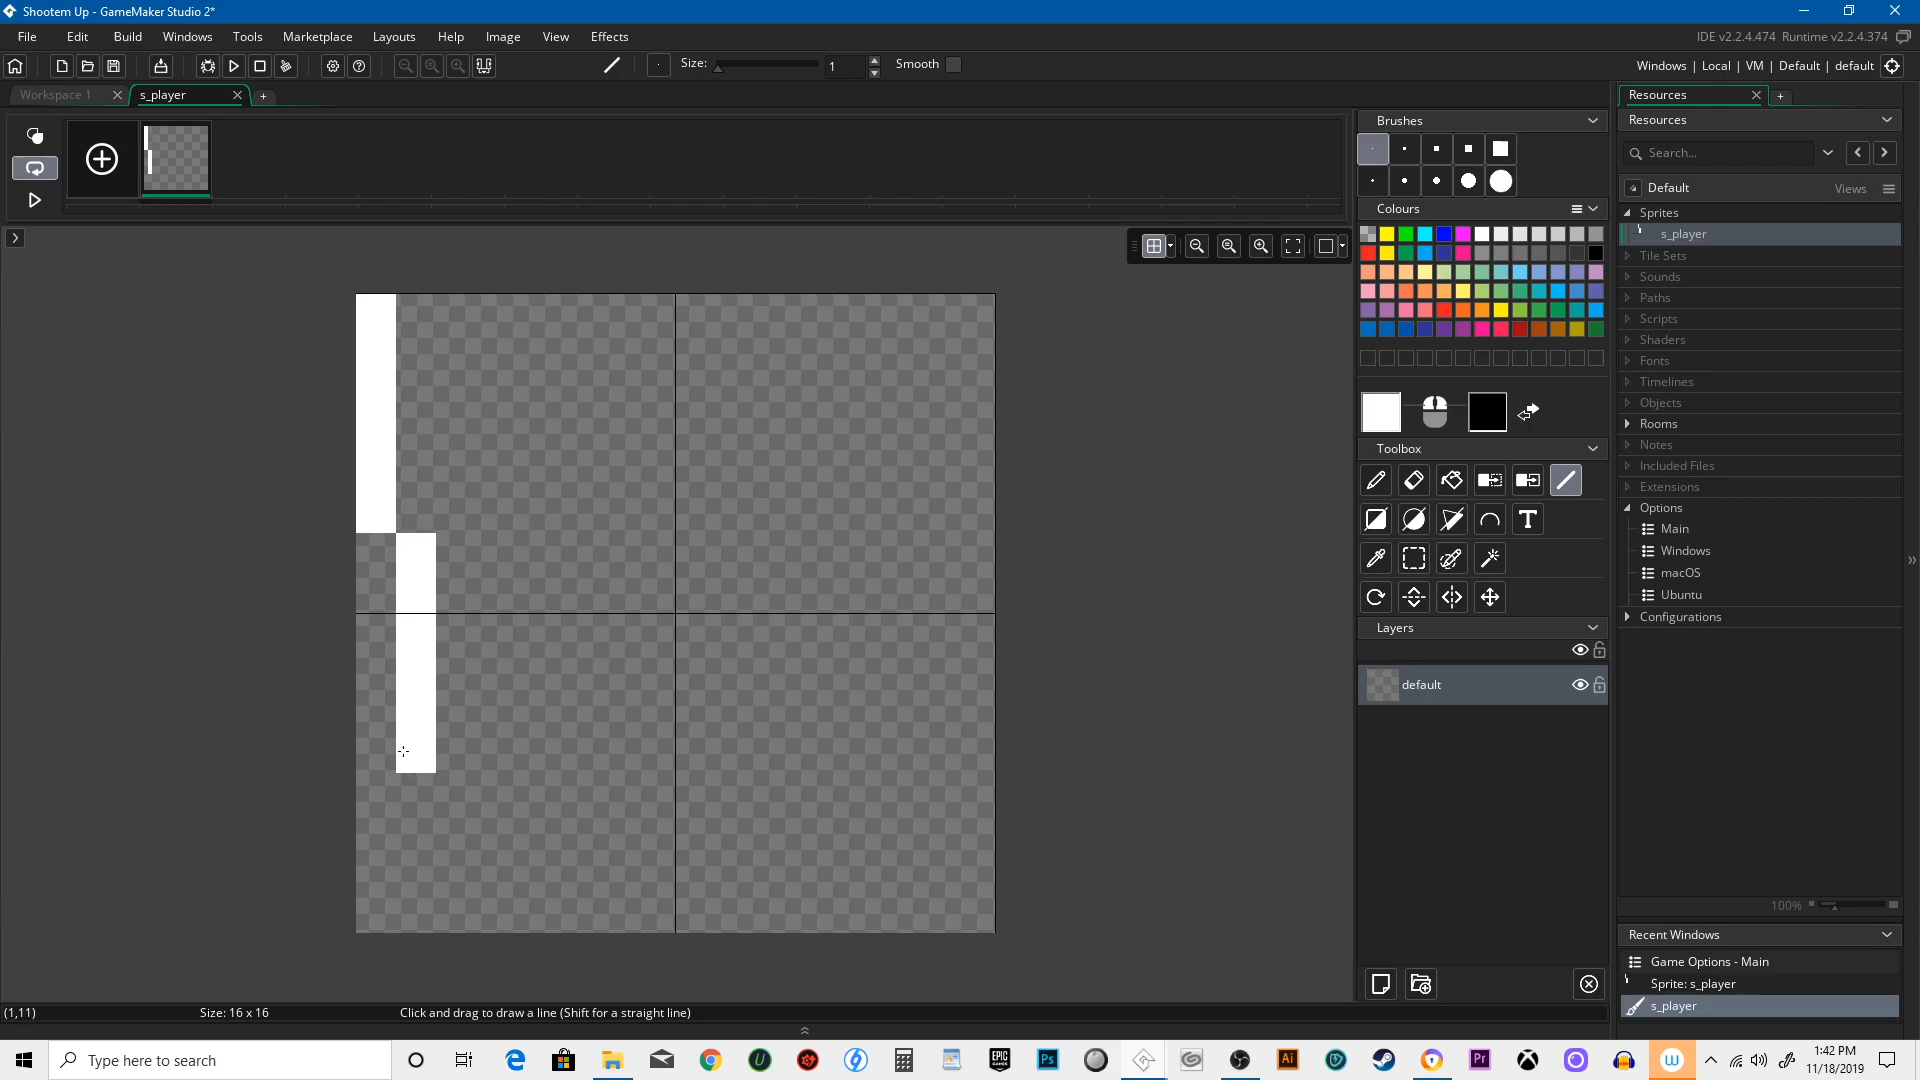 Shootem Up - GameMaker Studio 2*
File Edit Build Windows Tools Marketplace Layouts Help Image View Effects
IDE v2.2.4.474 Runtime v2.2.4.374
Size: 1 Smooth
Windows | Local | VM | Default | default
Workspace 1
s_player
Resources
Brushes
Resources
Search...
Default
Views
Colours
Sprites
s_player
Tile Sets
Sounds
Paths
Scripts
Shaders
Fonts
Timelines
Objects
Rooms
Notes
Included Files
Extensions
Options
Main
Windows
macOS
Ubuntu
Configurations
Toolbox
T
Layers
default
100%
Recent Windows
Game Options - Main
Sprite: s_player
s_player
(1,11)
Size: 16 x 16
Click and drag to draw a line (Shift for a straight line)
Type here to search
EPIC GAMES
Ps
Ai
Pr
W
1:42 PM
11/18/2019